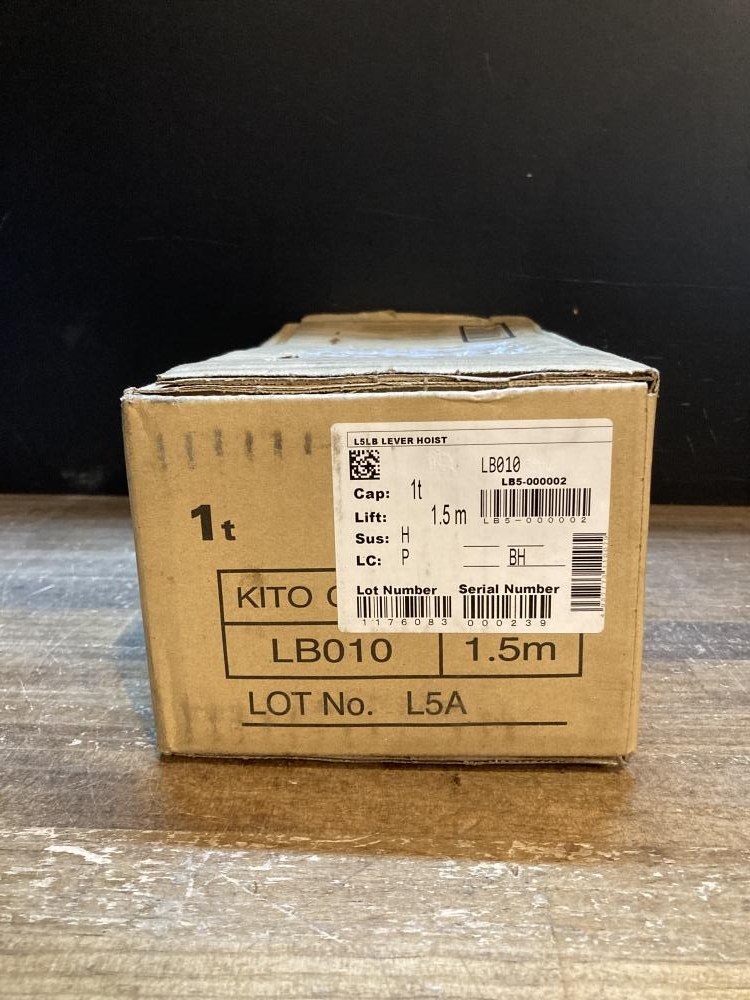 L5LB LEVER HOIST
LB010
LB5-000002
Cap: 1t
Lift: 1.5 m
LB5-000002
Sus: H
LC: P BH
Lot Number Serial Number
1176083 000239
1t
KITO
LB010 1.5m
LOT No. L5A